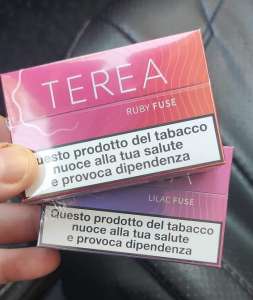 TEREA
RUBY FUSE
uesto prodotto del tabacco
nuoce alla tua salute
e provoca dipendenza
A
LILAC FUSE
Questo prodotto del tabacco
nuoce alla tua salute
e provoca dipendenza